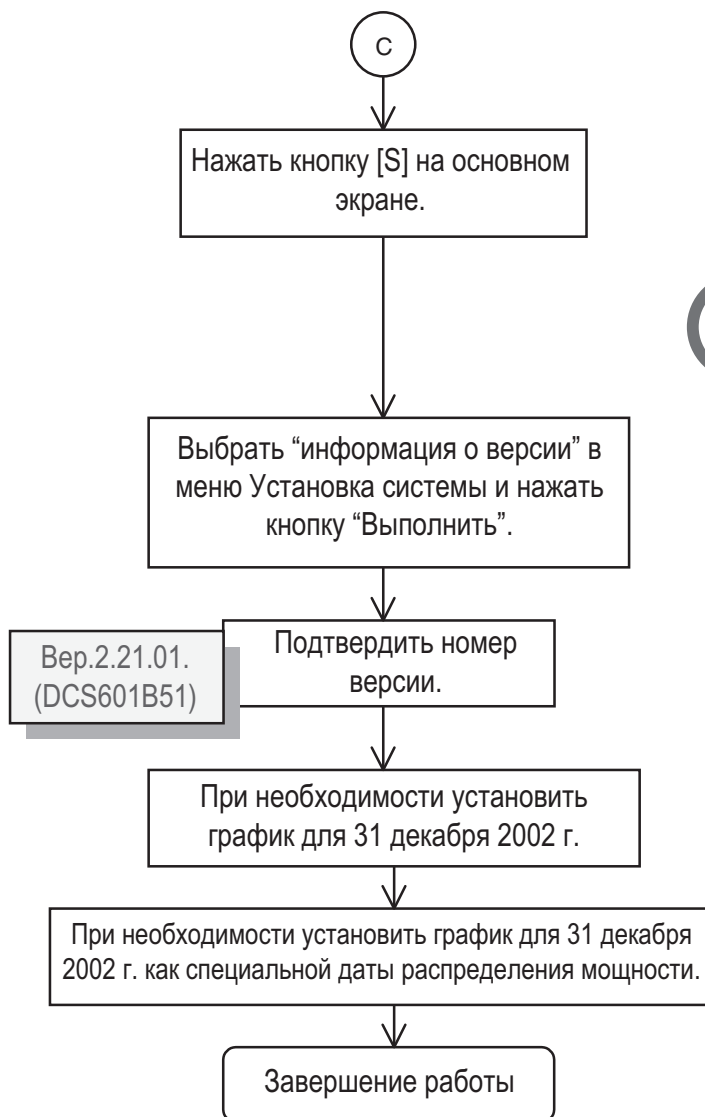 C
Нажать кнопку [S] на основном
экране.
Выбрать “информация о версии” в
меню Установка системы и нажать
кнопку “Выполнить”.
Вер.2.21.01.
(DCS601B51)
Подтвердить номер
версии.
При необходимости установить
график для 31 декабря 2002 г.
При необходимости установить график для 31 декабря
2002 г. как специальной даты распределения мощности.
Завершение работы